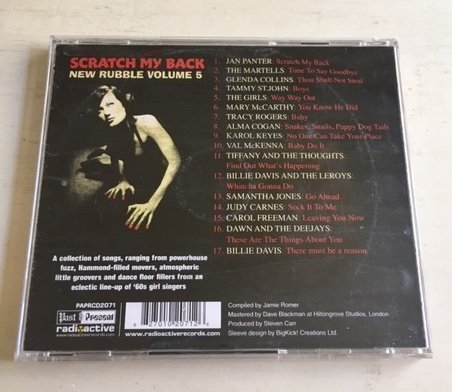 SCRATCH MY BACK
NEW RUBBLE VOLUME 5
1. JAN PANTER: Scratch My Back
2. THE MARTELLS: Time To Say Goodbye
3. GLENDA COLLINS: Thou Shalt Not Steal
4. TAMMY STJOHN: Boys
5. THE GIRLS: Way Way Out
6. MARY McCARTHY: You Know He Did
7. TRACY ROGERS: Baby
8. ALMA COGAN: Snakes, Snails, Puppy Dog Tails
9. KAROL KEYES: No One Can Take Your Place
10. VAL McKENNA: Baby Do It
11. TIFFANY AND THE THOUGHTS:
Find Out What's Happening
12. BILLIE DAVIS AND THE LEROYS:
Whatcha Gonna Do
13. SAMANTHA JONES: Go Ahead
14. JUDY CARNES: Sock It To Me
15. CAROL FREEMAN: Leaving You Now
16. DAWN AND THE DEEJAYS:
These Are The Things About You
17. BILLIE DAVIS: There must be a reason
A collection of songs, ranging from powerhouse
fuzz, Hammond-filled movers, atmospheric
little groovers and dance floor fillers from an
eclectic line-up of '60s girl singers
PAPRCD2071
Past & Present
radioactive
www.radioactiverecords.com
8 27010 20712 8
www.radioactiverecords.com
Compiled by Jamie Romer
Mastered by Dave Blackman at Hiltongrove Studios, London
Produced by Steven Carr
Sleeve design by BigKick! Creations Ltd.